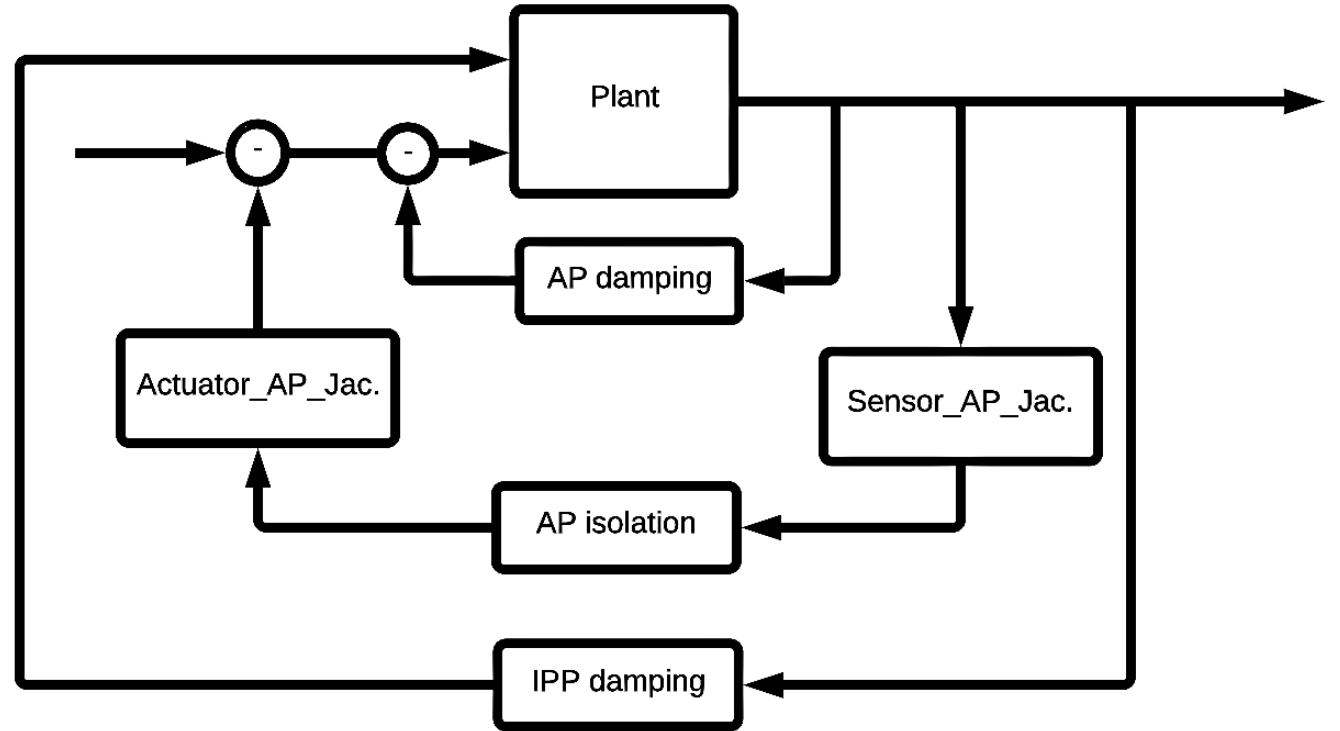 Plant
-
-
AP damping
Actuator_AP_Jac.
Sensor_AP_Jac.
AP isolation
IPP damping